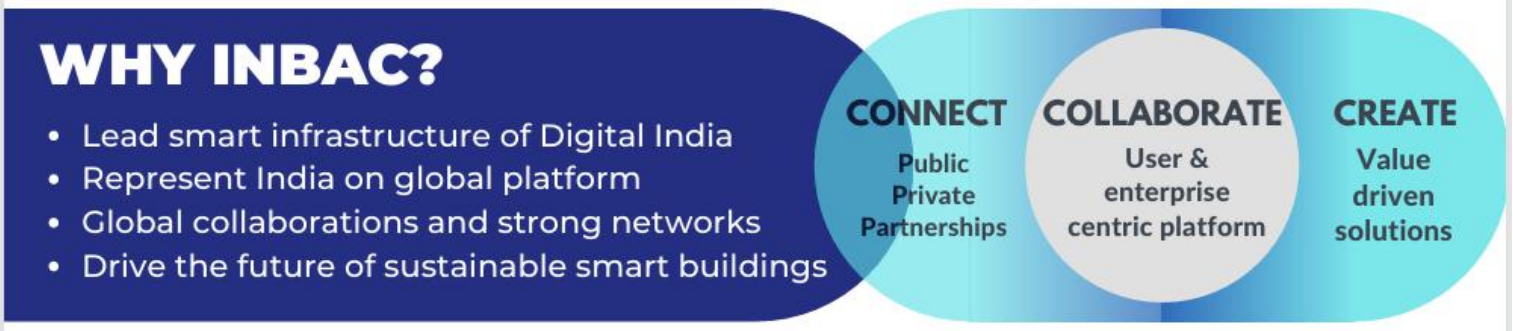 WHY INBAC?
• Lead smart infrastructure of Digital India
• Represent India on global platform
• Global collaborations and strong networks
• Drive the future of sustainable smart buildings
CONNECT
Public
Private
Partnerships
COLLABORATE
User &
enterprise
centric platform
CREATE
Value
driven
solutions